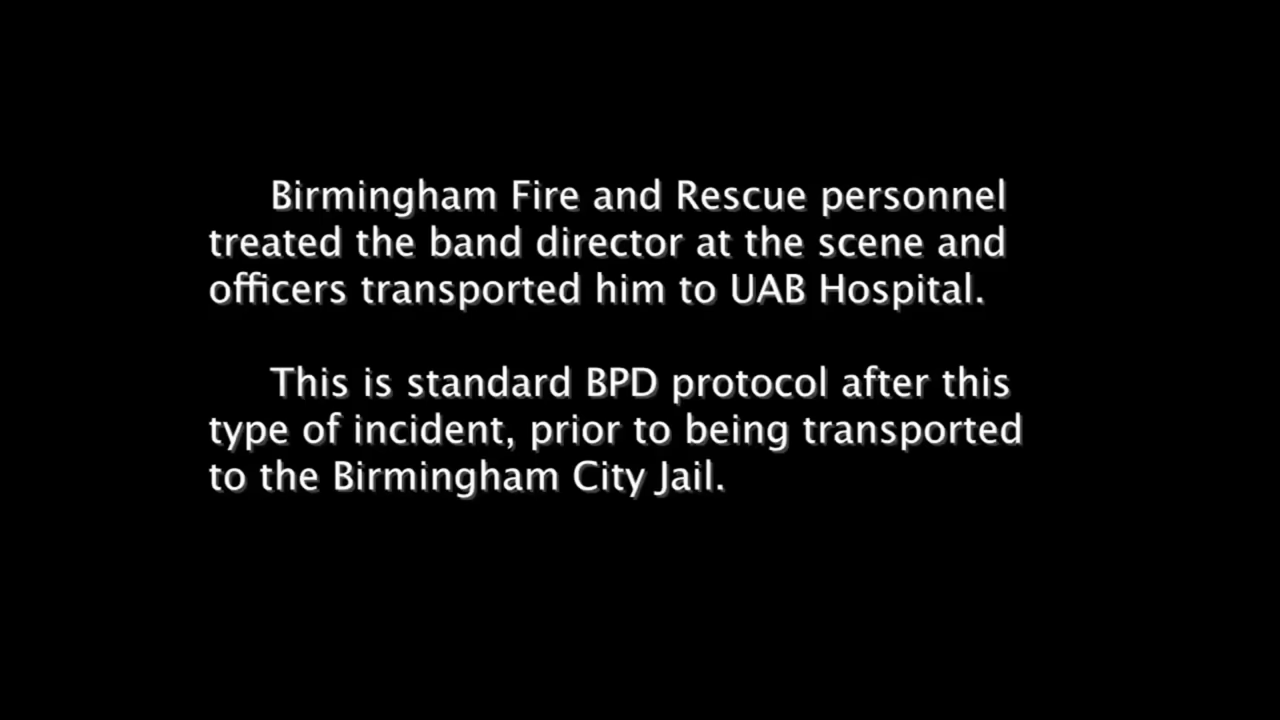 Birmingham Fire and Rescue personnel
treated the band director at the scene and
officers transported him to UAB Hospital.
This is standard BPD protocol after this
type of incident, prior to being transported
to the Birmingham City Jail.